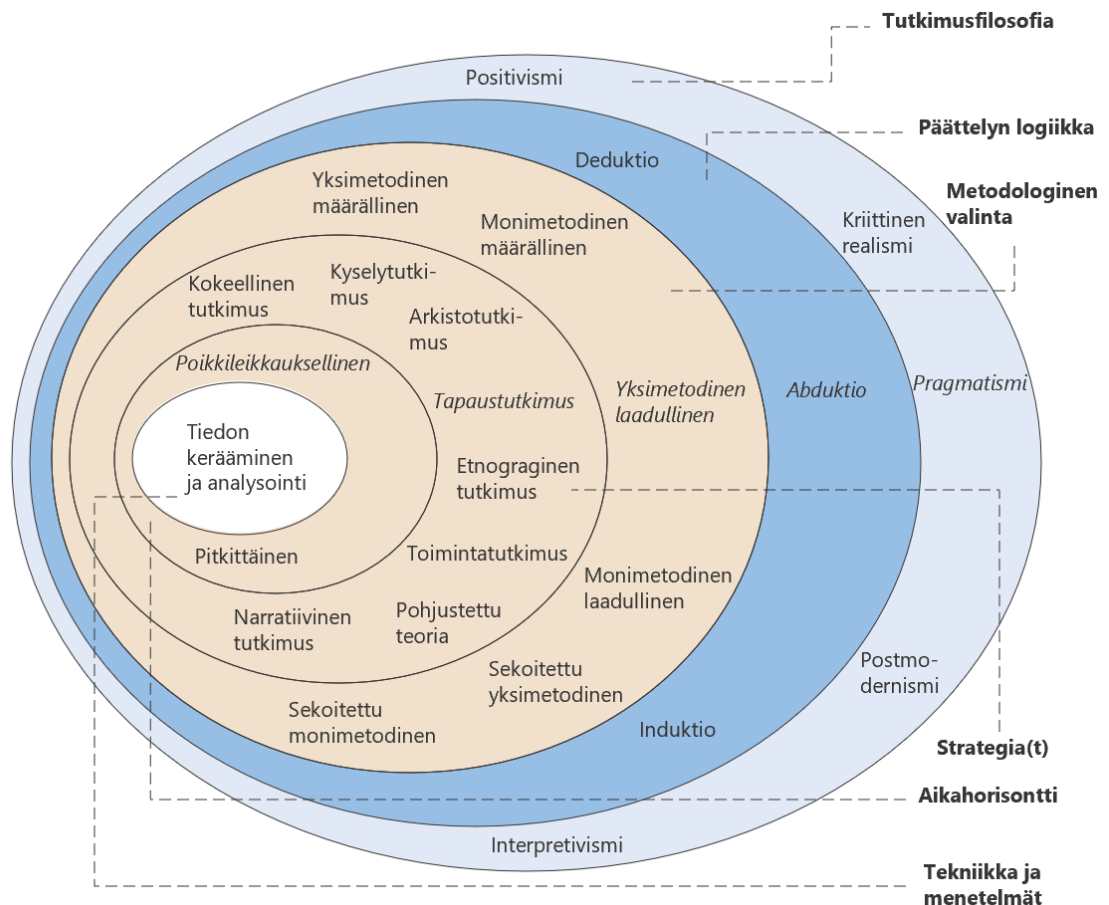 Tutkimusfilosofia
Positivismi
Päättelyn logiikka
Deduktio
Metodologinen
valinta
Yksimetodinen
määrällinen
Monimetodinen
määrällinen
Kriittinen
realismi
Kokeellinen
tutkimus
Kyselytutki-
mus
Arkistotutki-
mus
Poikkileikkauksellinen
Tapaustutkimus
Yksimetodinen
laadullinen
Abduktio
Pragmatismi
Tiedon
kerääminen
ja analysointi
Etnograginen
tutkimus
Pitkittäinen
Toimintatutkimus
Monimetodinen
laadullinen
Narratiivinen
tutkimus
Pohjustettu
teoria
Postmo-
dernismi
Sekoitettu
yksimetodinen
Sekoitettu
monimetodinen
Induktio
Strategia(t)
Aikahorisontti
Interpretivismi
Tekniikka ja
menetelmät